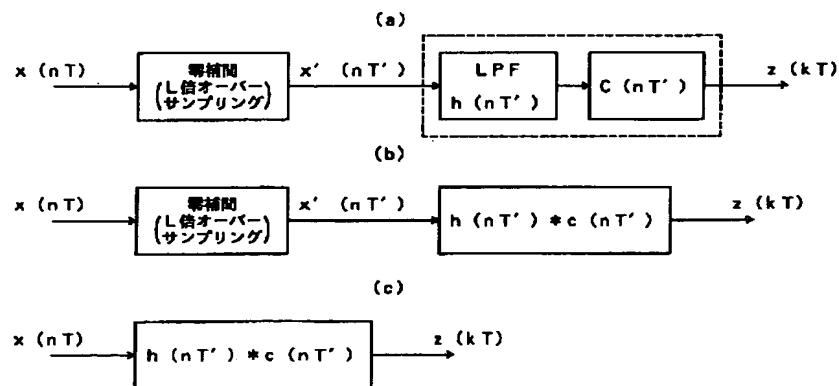 (a)
x (nT)
零補間
(L倍オーバー
サンプリング)
x′ (nT′)
LPF
h (nT′)
C (nT′)
z (kT)
(b)
x (nT)
零補間
(L倍オーバー
サンプリング)
x′ (nT′)
h (nT′) * c (nT′)
z (kT)
(c)
x (nT)
h (nT′) * c (nT′)
z (kT)